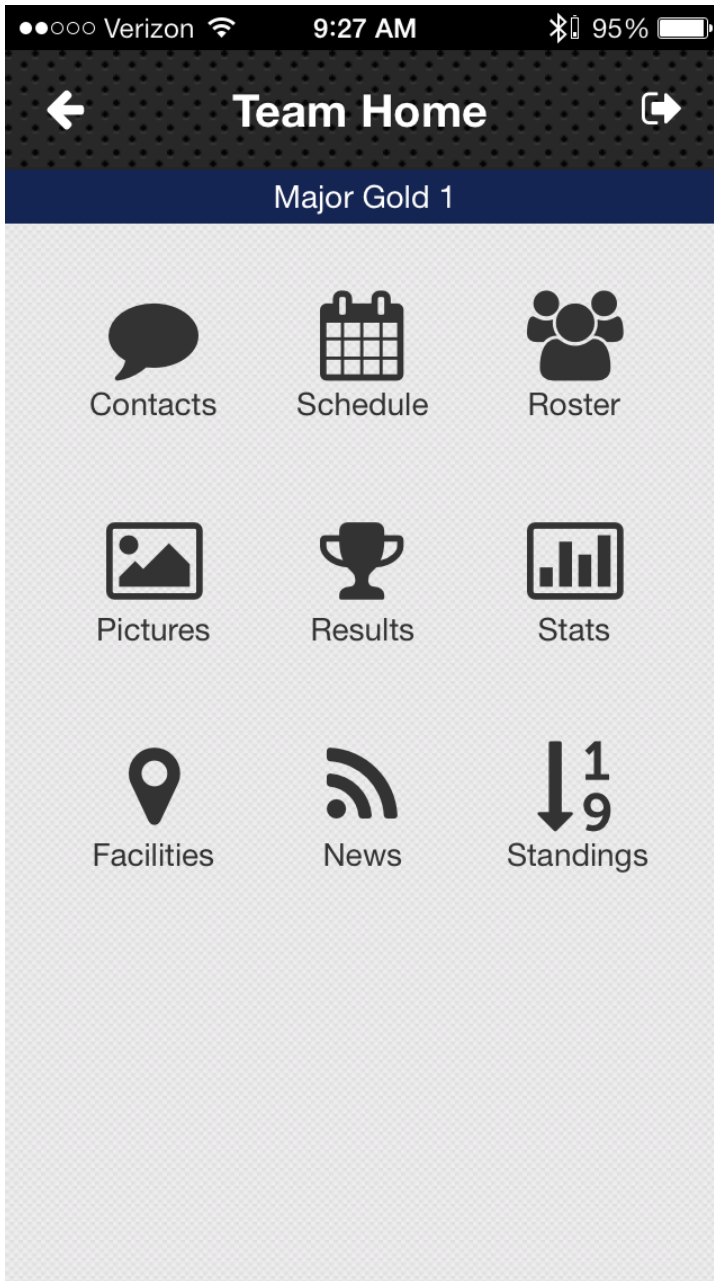 Verizon 9:27 AM 95%
Team Home
Major Gold 1
Contacts Schedule Roster
Pictures Results Stats
1
9
Facilities News Standings